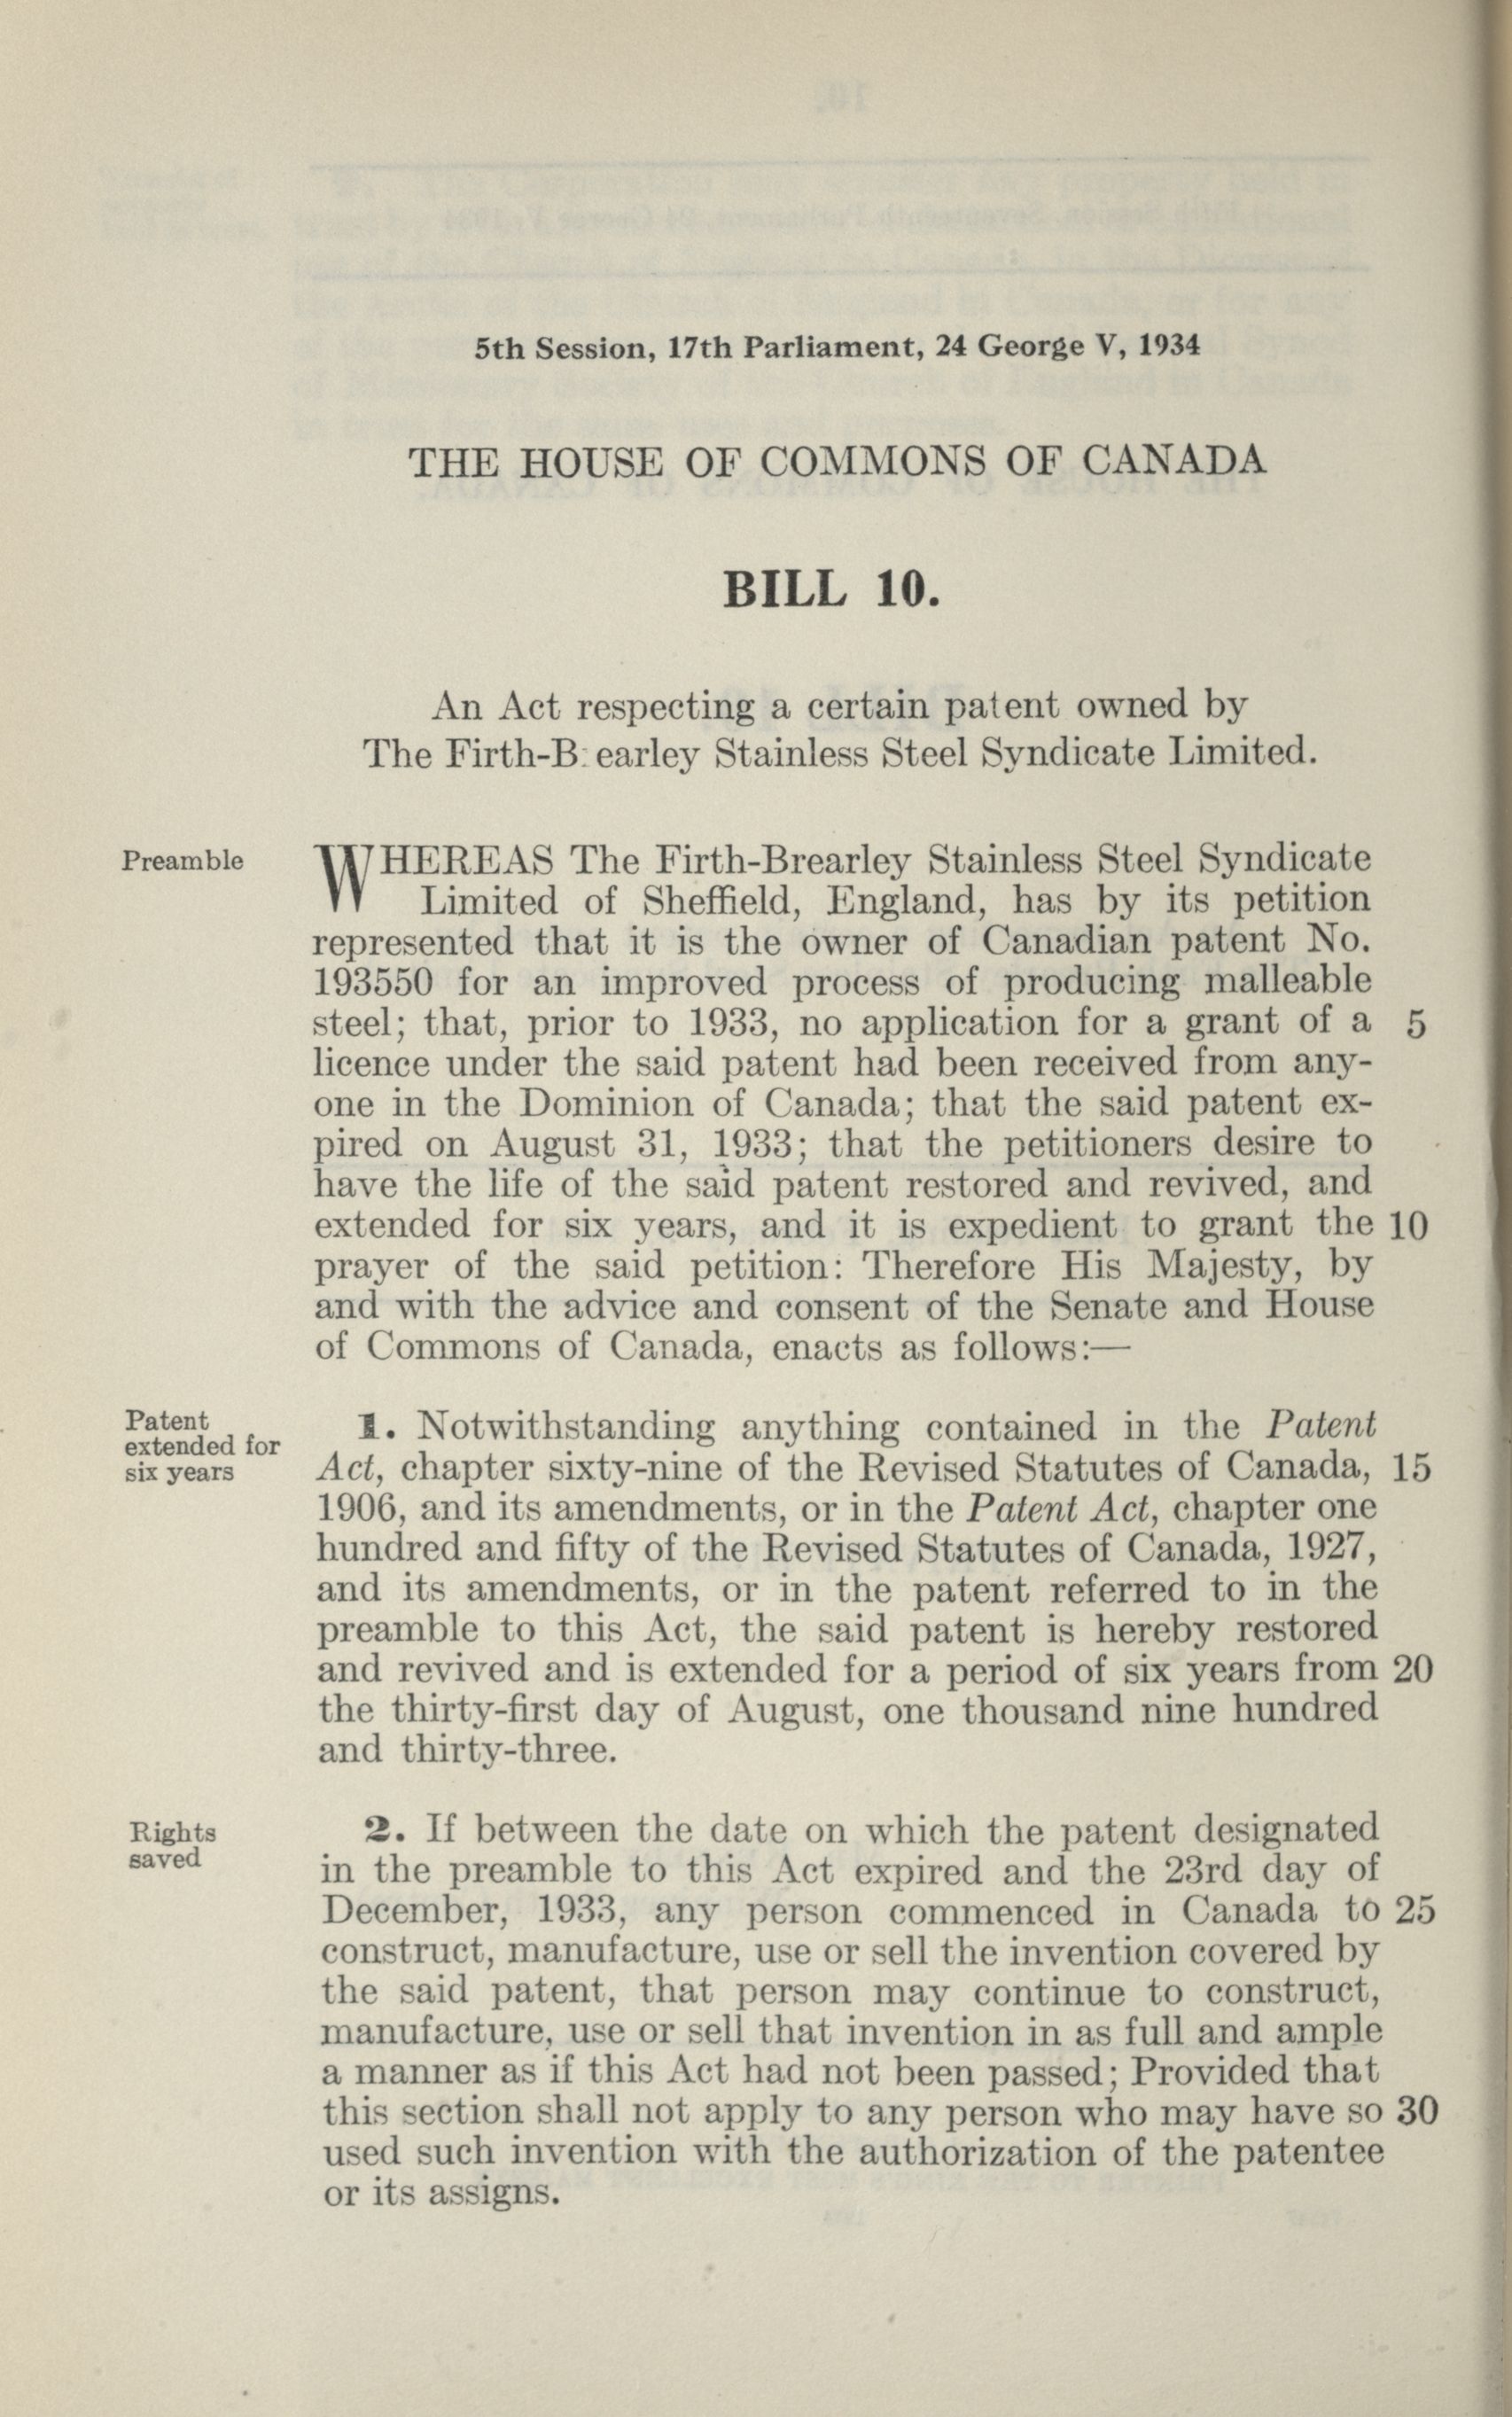 5th Session, 17th Parliament, 24 George V, 1934
THE HOUSE OF COMMONS OF CANADA
BILL 10.
An Act respecting a certain patent owned by
The Firth-B earley Stainless Steel Syndicate Limited.
Preamble
WHEREAS The Firth-Brearley Stainless Steel Syndicate
Limited of Sheffield, England, has by its petition
represented that it is the owner of Canadian patent No.
193550 for an improved process of producing malleable
steel; that, prior to 1933, no application for a grant of a 5
licence under the said patent had been received from any-
one in the Dominion of Canada; that the said patent ex-
pired on August 31, 1933; that the petitioners desire to
have the life of the said patent restored and revived, and
extended for six years, and it is expedient to grant the 10
prayer of the said petition: Therefore His Majesty, by
and with the advice and consent of the Senate and House
of Commons of Canada, enacts as follows:—
Patent
extended for
six years
1. Notwithstanding anything contained in the Patent
Act, chapter sixty-nine of the Revised Statutes of Canada, 15
1906, and its amendments, or in the Patent Act, chapter one
hundred and fifty of the Revised Statutes of Canada, 1927,
and its amendments, or in the patent referred to in the
preamble to this Act, the said patent is hereby restored
and revived and is extended for a period of six years from 20
the thirty-first day of August, one thousand nine hundred
and thirty-three.
Rights
saved
2. If between the date on which the patent designated
in the preamble to this Act expired and the 23rd day of
December, 1933, any person commenced in Canada to 25
construct, manufacture, use or sell the invention covered by
the said patent, that person may continue to construct,
manufacture, use or sell that invention in as full and ample
a manner as if this Act had not been passed; Provided that
this section shall not apply to any person who may have so 30
used such invention with the authorization of the patentee
or its assigns.